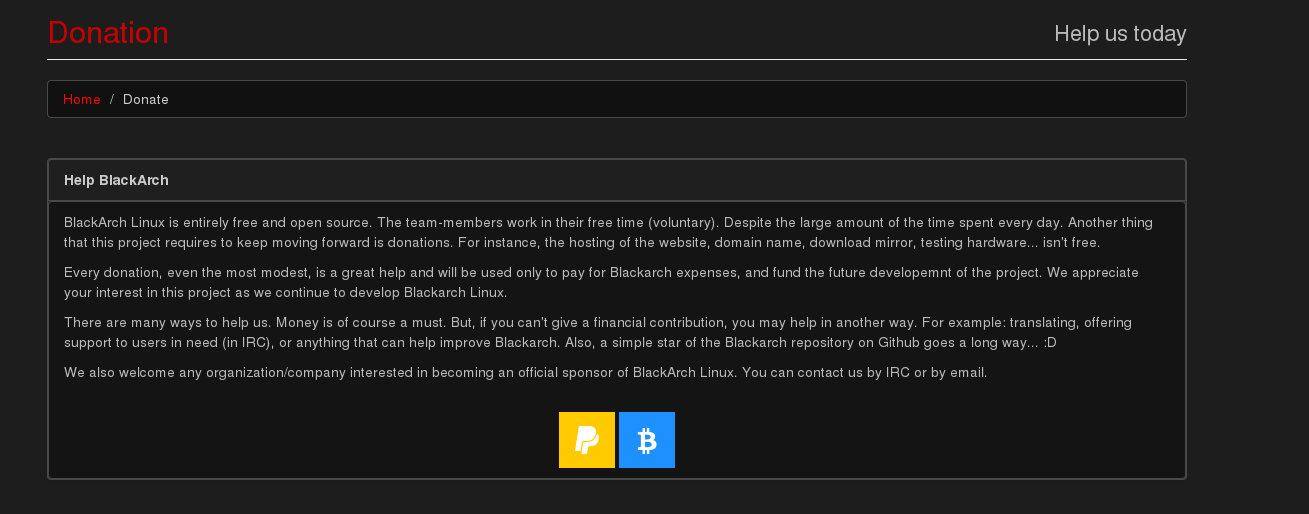 Donation
Help us today
Home / Donate
Help BlackArch
BlackArch Linux is entirely free and open source. The team-members work in their free time (voluntary). Despite the large amount of the time spent every day. Another thing
that this project requires to keep moving forward is donations. For instance, the hosting of the website, domain name, download mirror, testing hardware... isn't free.
Every donation, even the most modest, is a great help and will be used only to pay for Blackarch expenses, and fund the future developemnt of the project. We appreciate
your interest in this project as we continue to develop Blackarch Linux.
There are many ways to help us. Money is of course a must. But, if you can't give a financial contribution, you may help in another way. For example: translating, offering
support to users in need (in IRC), or anything that can help improve Blackarch. Also, a simple star of the Blackarch repository on Github goes a long way... :D
We also welcome any organization/company interested in becoming an official sponsor of BlackArch Linux. You can contact us by IRC or by email.